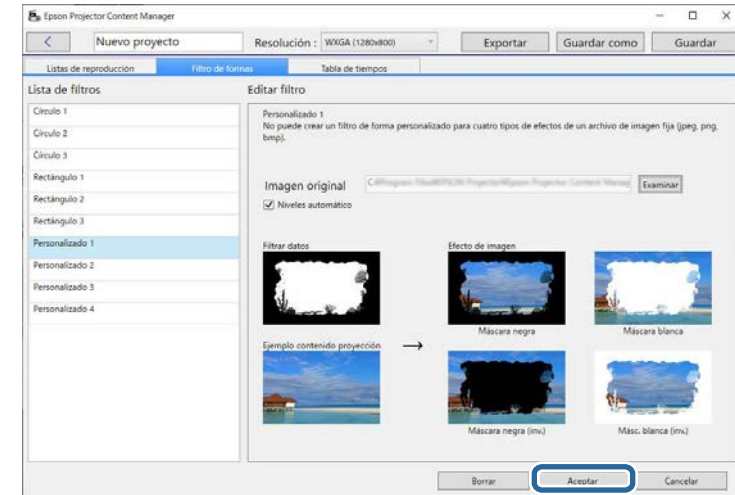 Epson Projector Content Manager
Nuevo proyecto
Resolución :
WXGA (1280x800)
Exportar
Guardar como
Guardar
Listas de reproducción
Filtro de formas
Tabla de tiempos
Lista de filtros
Círculo 1
Círculo 2
Círculo 3
Rectángulo 1
Rectángulo 2
Rectángulo 3
Personalizado 1
Personalizado 2
Personalizado 3
Personalizado 4
Editar filtro
Personalizado 1
No puede crear un filtro de forma personalizado para cuatro tipos de efectos de un archivo de imagen fija (jpeg, png,
bmp).
Imagen original
Examinar
Niveles automático
Filtrar datos
Efecto de imagen
Máscara negra
Máscara blanca
Ejemplo contenido proyección
→
Máscara negra (inv.)
Másc. blanca (inv.)
Borrar
Aceptar
Cancelar